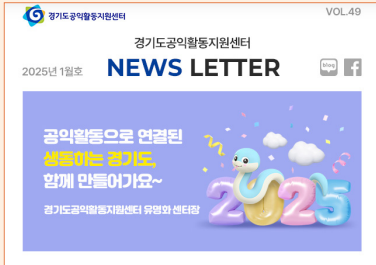 경기도공익활동지원센터
VOL.49
경기도공익활동지원센터
2025년 1월호
NEWS LETTER
blog
공익활동으로 연결된
생동하는 경기도,
함께 만들어가요~
경기도공익활동지원센터 유명화 센터장
2025